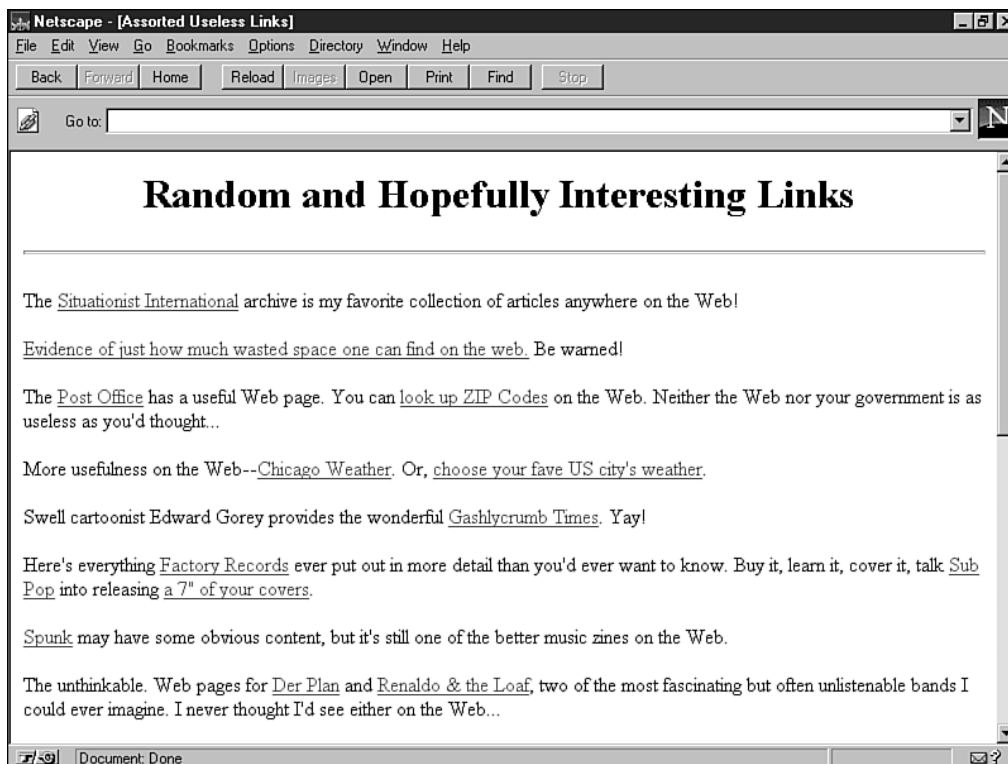 Netscape - [Assorted Useless Links]
File Edit View Go Bookmarks Options Directory Window Help
Back Forward Home Reload Images Open Print Find Stop
Go to:
N
Random and Hopefully Interesting Links
The Situationist International archive is my favorite collection of articles anywhere on the Web!
Evidence of just how much wasted space one can find on the web. Be warned!
The Post Office has a useful Web page. You can look up ZIP Codes on the Web. Neither the Web nor your government is as
useless as you'd thought...
More usefulness on the Web--Chicago Weather. Or, choose your fave US city's weather.
Swell cartoonist Edward Gorey provides the wonderful Gashlycrumb Times. Yay!
Here's everything Factory Records ever put out in more detail than you'd ever want to know. Buy it, learn it, cover it, talk Sub
Pop into releasing a 7" of your covers.
Spunk may have some obvious content, but it's still one of the better music zines on the Web.
The unthinkable. Web pages for Der Plan and Renaldo & the Loaf, two of the most fascinating but often unlistenable bands I
could ever imagine. I never thought I'd see either on the Web...
Document: Done
?